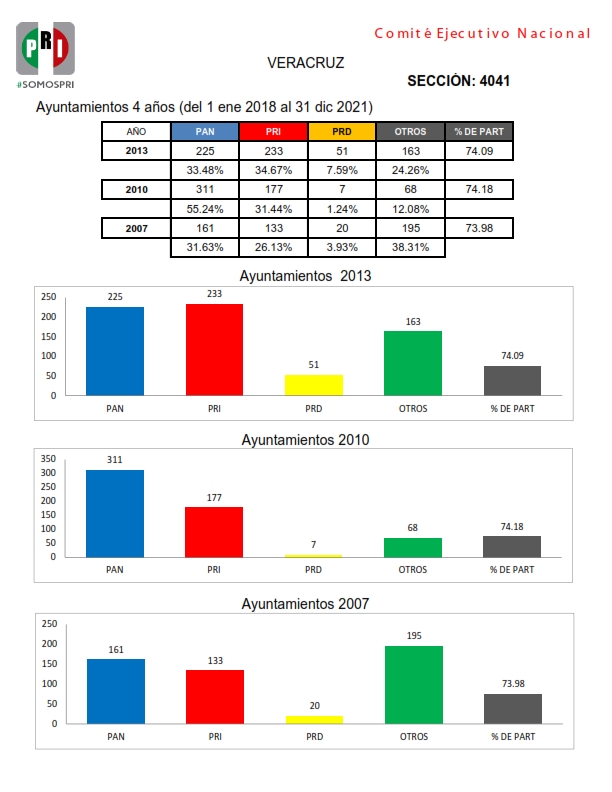 Comité Ejecutivo Nacional
PRI
#SOMOSPRI
VERACRUZ
SECCIÓN: 4041
Ayuntamientos 4 años (del 1 ene 2018 al 31 dic 2021)
AÑO PAN PRI PRD OTROS % DE PART
2013 225 233 51 163 74.09
33.48% 34.67% 7.59% 24.26%
2010 311 177 7 68 74.18
55.24% 31.44% 1.24% 12.08%
2007 161 133 20 195 73.98
31.63% 26.13% 3.93% 38.31%
Ayuntamientos 2013
250
200
150
100
50
0
225 233 51 163 74.09
PAN PRI PRD OTROS % DE PART
Ayuntamientos 2010
350
300
250
200
150
100
50
0
311 177 7 68 74.18
PAN PRI PRD OTROS % DE PART
Ayuntamientos 2007
250
200
150
100
50
0
161 133 20 195 73.98
PAN PRI PRD OTROS % DE PART